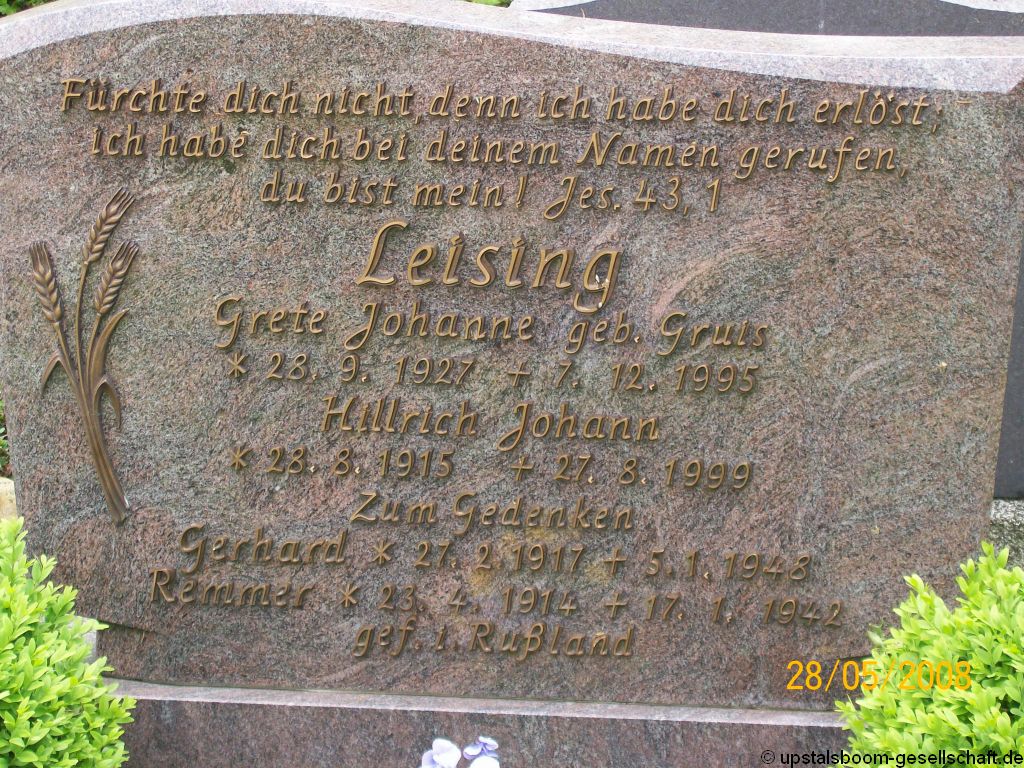 Fürchte dich nicht, denn ich habe dich erlöst;
ich habe dich bei deinem Namen gerufen,
du bist mein! Jes. 43, 1
Leising
Grete Johanne geb. Gruis
* 28. 9. 1927 + 7. 12. 1995
Hillrich Johann
* 28. 8. 1915 + 27. 8. 1999
Zum Gedenken
Gerhard * 27. 2. 1917 + 5. 1. 1948
Remmer * 23. 4. 1914 + 17. 1. 1942
gef. i. Rußland
28/05/2008
© upstalsboom-gesellschaft.de